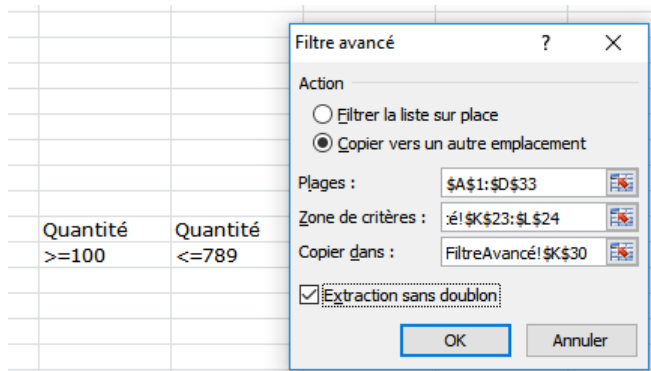 Filtre avancé ? ×
Action
Filtrer la liste sur place
Copier vers un autre emplacement
Plages : $A$1:$D$33
Zone de critères : :é!$K$23:$L$24
Copier dans : FiltreAvancé!$K$30
Extraction sans doublon
OK Annuler
Quantité Quantité
>=100 <=789